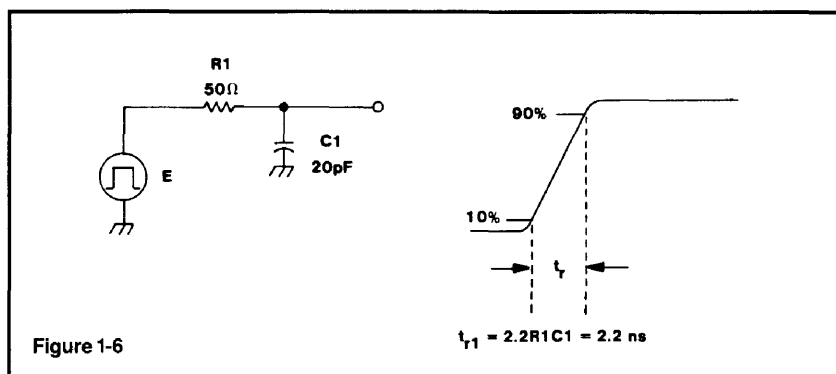 R1
50Ω
C1
20pF
E
90%
10%
tr
tr1 = 2.2R1C1 = 2.2 ns
Figure 1-6